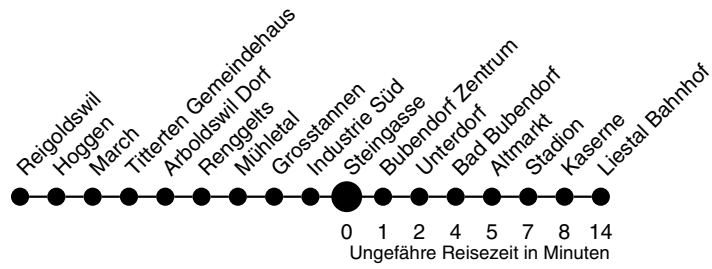 Reigoldswil
Hoggen
March
Titterten Gemeindehaus
Arboldswil Dorf
Renggelts
Mühletal
Grosstannen
Industrie Süd
Steingasse
Bubendorf Zentrum
Unterdorf
Bad Bubendorf
Altmarkt
Stadion
Kaserne
Liestal Bahnhof
0 1 2 4 5 7 8 14
Ungefähre Reisezeit in Minuten